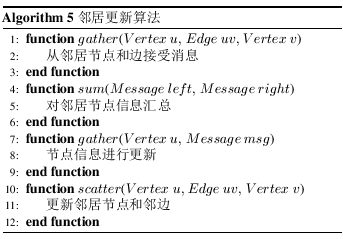 Algorithm 5 邻居更新算法
1: function gather(Vertex u, Edge uv, Vertex v)
2: 从邻居节点和边接受消息
3: end function
4: function sum(Message left, Message right)
5: 对邻居节点信息汇总
6: end function
7: function gather(Vertex u, Message msg)
8: 节点信息进行更新
9: end function
10: function scatter(Vertex u, Edge uv, Vertex v)
11: 更新邻居节点和邻边
12: end function